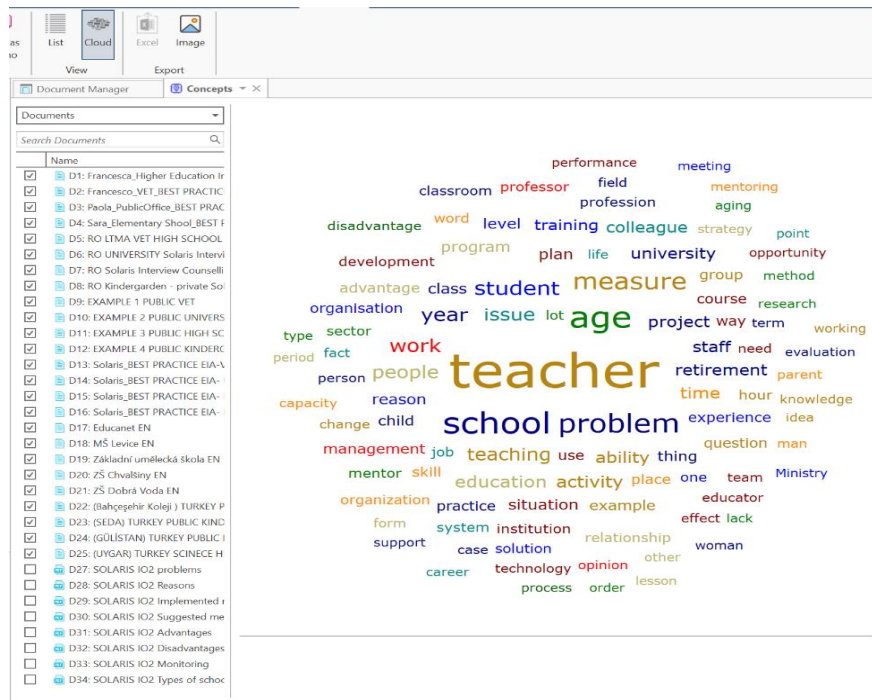 as
List
Cloud
Excel
Image
no
View
Export
Document Manager
Concepts
Documents
Search Documents
Name
D1: Francesca_Higher Education Ir
D2: Francesco_VET_BEST PRACTIC
D3: Paola_PublicOffice_BEST PRAC
D4: Sara_Elementary Shool_BEST F
D5: RO LTMA VET HIGH SCHOOL
D6: RO UNIVERSITY Solaris Intervi
D7: RO Solaris Interview Counselli
D8: RO Kindergarden - private Sol
D9: EXAMPLE 1 PUBLIC VET
D10: EXAMPLE 2 PUBLIC UNIVERS
D11: EXAMPLE 3 PUBLIC HIGH SC
D12: EXAMPLE 4 PUBLIC KINDERC
D13: Solaris_BEST PRACTICE EIA-V
D14: Solaris_BEST PRACTICE EIA-
D15: Solaris_BEST PRACTICE EIA-
D16: Solaris_BEST PRACTICE EIA-
D17: Educanet EN
D18: MŠ Levice EN
D19: Základní umělecká škola EN
D20: ZŠ Chvalšiny EN
D21: ZŠ Dobrá Voda EN
D22: (Bahçeşehir Koleji ) TURKEY P
D23: (SEDA) TURKEY PUBLIC KIND
D24: (GÜLİSTAN) TURKEY PUBLIC I
D25: (UYGAR) TURKEY SCINECE H
D27: SOLARIS IO2 problems
D28: SOLARIS IO2 Reasons
D29: SOLARIS IO2 Implemented r
D30: SOLARIS IO2 Suggested me
D31: SOLARIS IO2 Advantages
D32: SOLARIS IO2 Disadvantages
D33: SOLARIS IO2 Monitoring
D34: SOLARIS IO2 Types of schoc
performance meeting
classroom professor field mentoring
profession aging
disadvantage word level training colleague strategy point
program plan life university opportunity
development
advantage class student measure group method
organisation year issue lot age project way term course research
type sector working
period fact work teacher staff need evaluation
person people retirement parent
capacity reason time hour knowledge
change child school problem experience idea
management job teaching use ability thing question man
mentor skill education activity place one team Ministry
organization practice situation example educator
form system institution relationship effect lack
support case solution other woman
career technology opinion lesson
process order